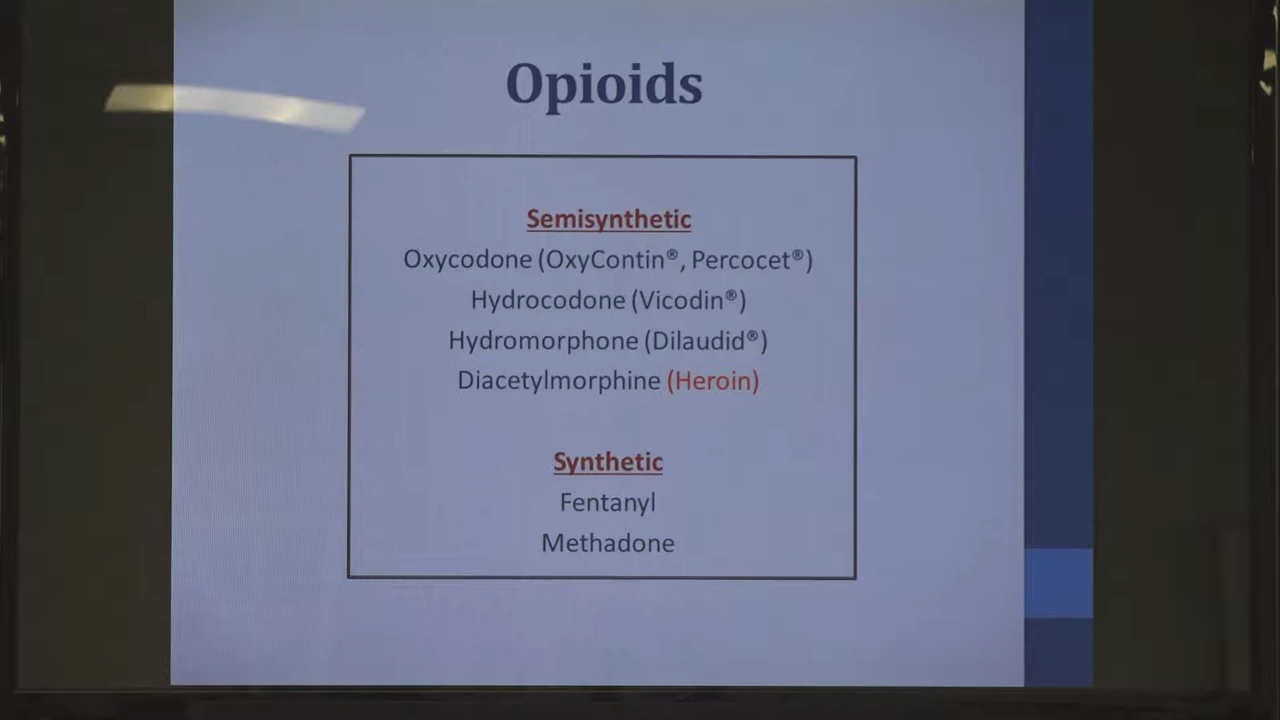 Opioids
Semisynthetic
Oxycodone (OxyContin®, Percocet®)
Hydrocodone (Vicodin®)
Hydromorphone (Dilaudid®)
Diacetylmorphine (Heroin)
Synthetic
Fentanyl
Methadone